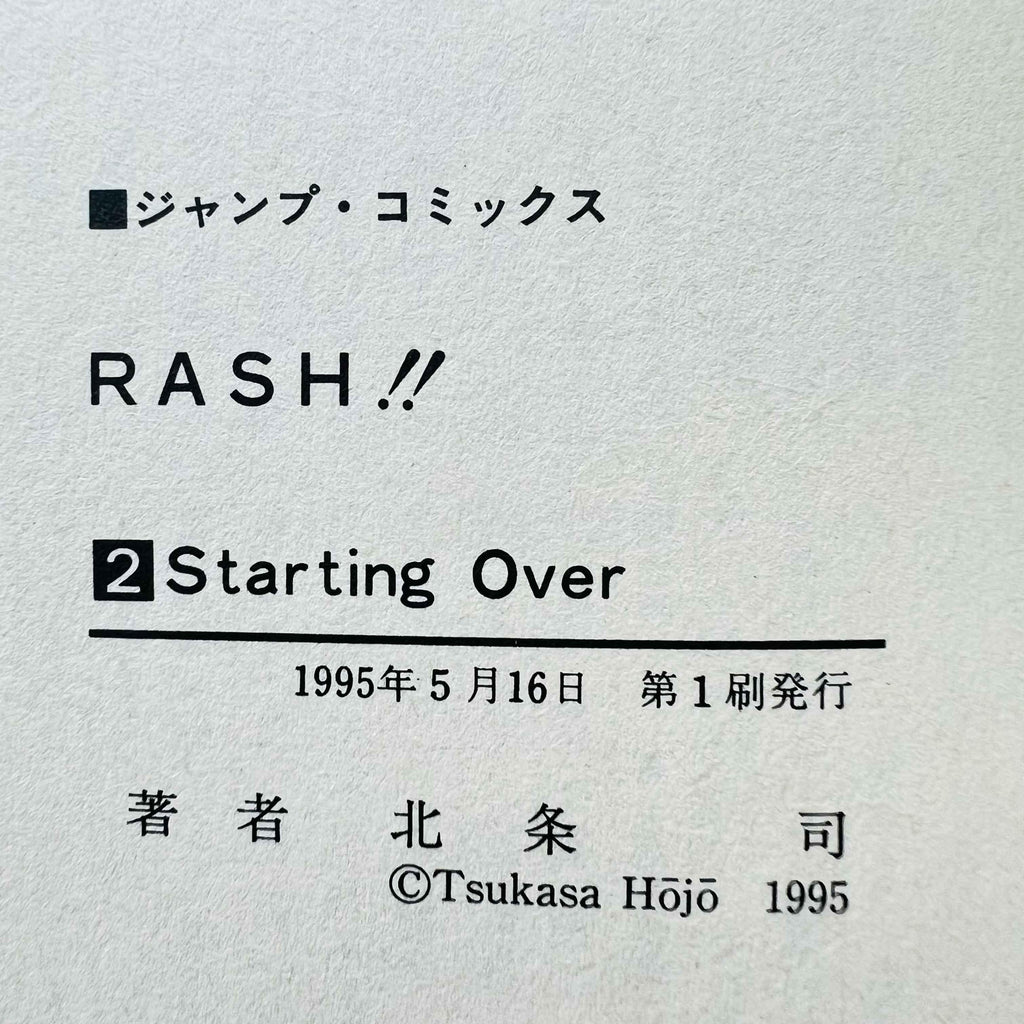 ■ジャンプ・コミックス
RASH!!
2 Starting Over
1995年5月16日　第1刷発行
著者　北条司
©Tsukasa Hōjō 1995